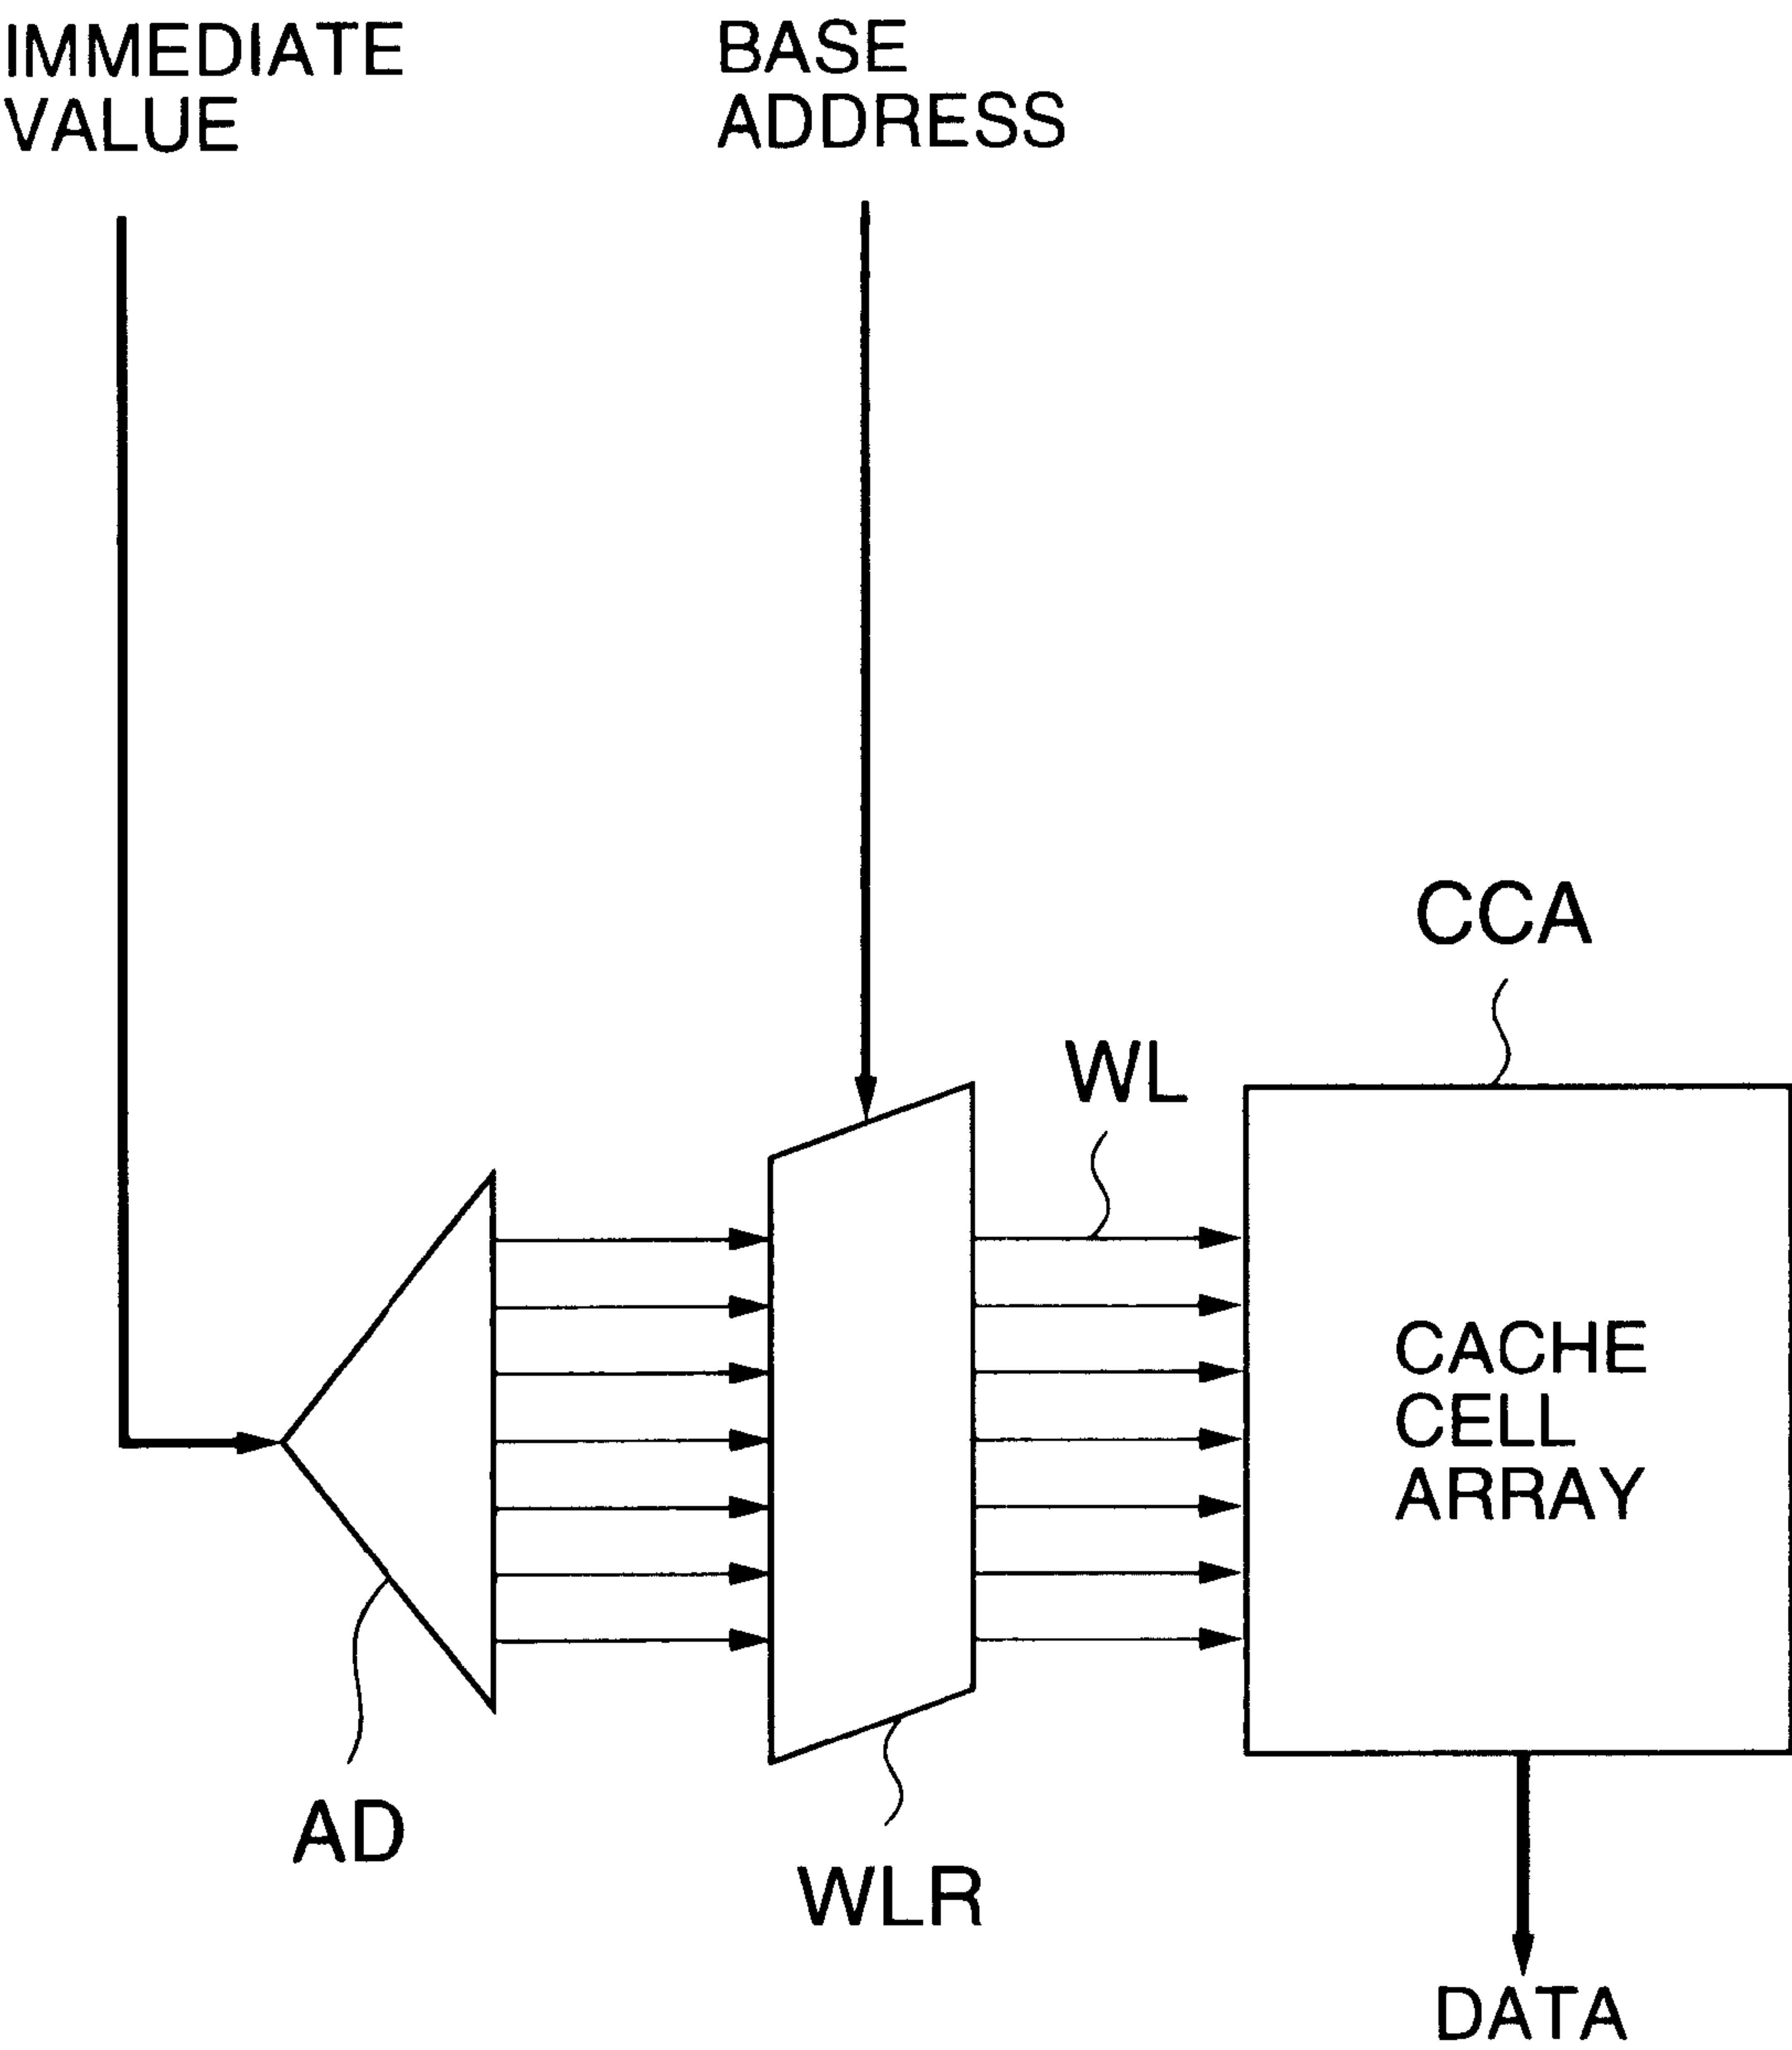 IMMEDIATE
VALUE
BASE
ADDRESS
CCA
WL
CACHE
CELL
ARRAY
AD
WLR
DATA